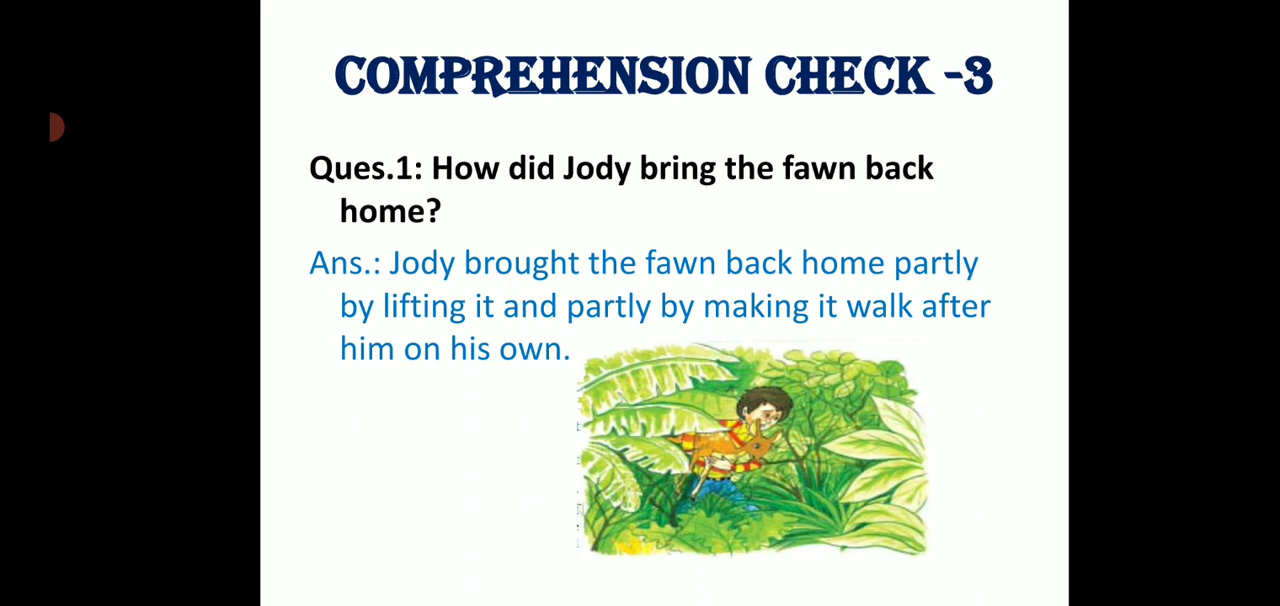 COMPREHENSION CHECK -3
Ques.1: How did Jody bring the fawn back
home?
Ans.: Jody brought the fawn back home partly
by lifting it and partly by making it walk after
him on his own.